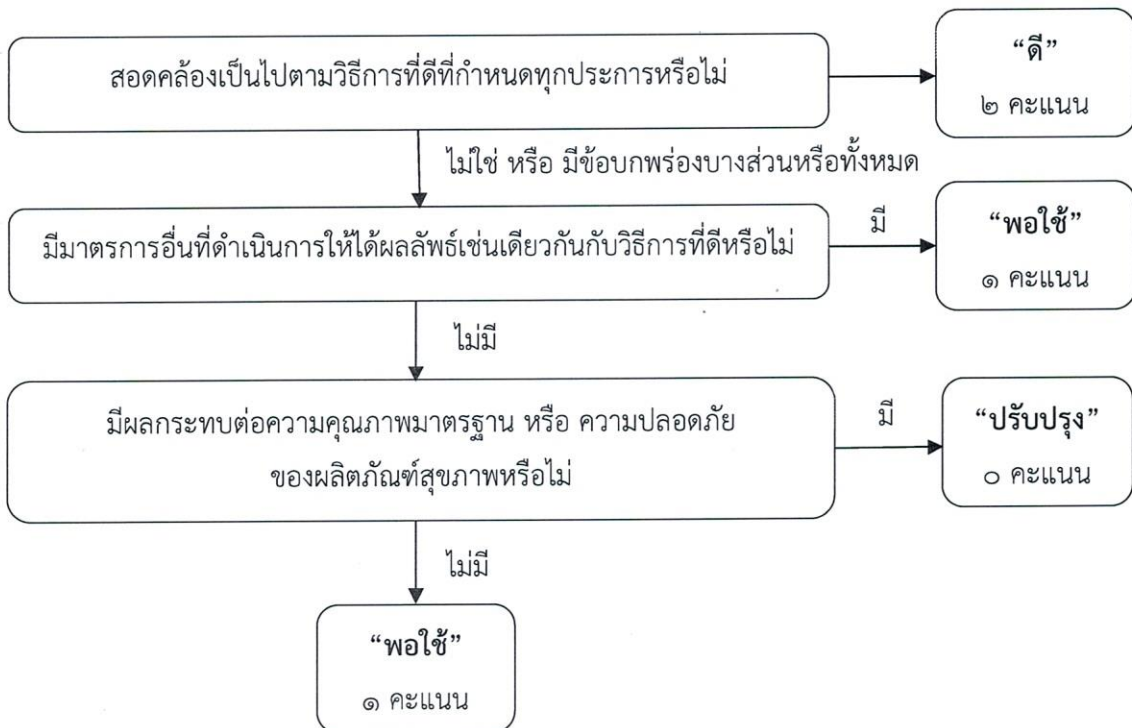 สอดคล้องเป็นไปตามวิธีการที่ดีที่กำหนดทุกประการหรือไม่
“ดี”
๒ คะแนน
ไม่ใช่ หรือ มีข้อบกพร่องบางส่วนหรือทั้งหมด
มีมาตรการอื่นที่ดำเนินการให้ได้ผลลัพธ์เช่นเดียวกันกับวิธีการที่ดีหรือไม่
มี
“พอใช้”
๑ คะแนน
ไม่มี
มีผลกระทบต่อความคุณภาพมาตรฐาน หรือ ความปลอดภัย
ของผลิตภัณฑ์สุขภาพหรือไม่
มี
“ปรับปรุง”
๐ คะแนน
ไม่มี
“พอใช้”
๑ คะแนน